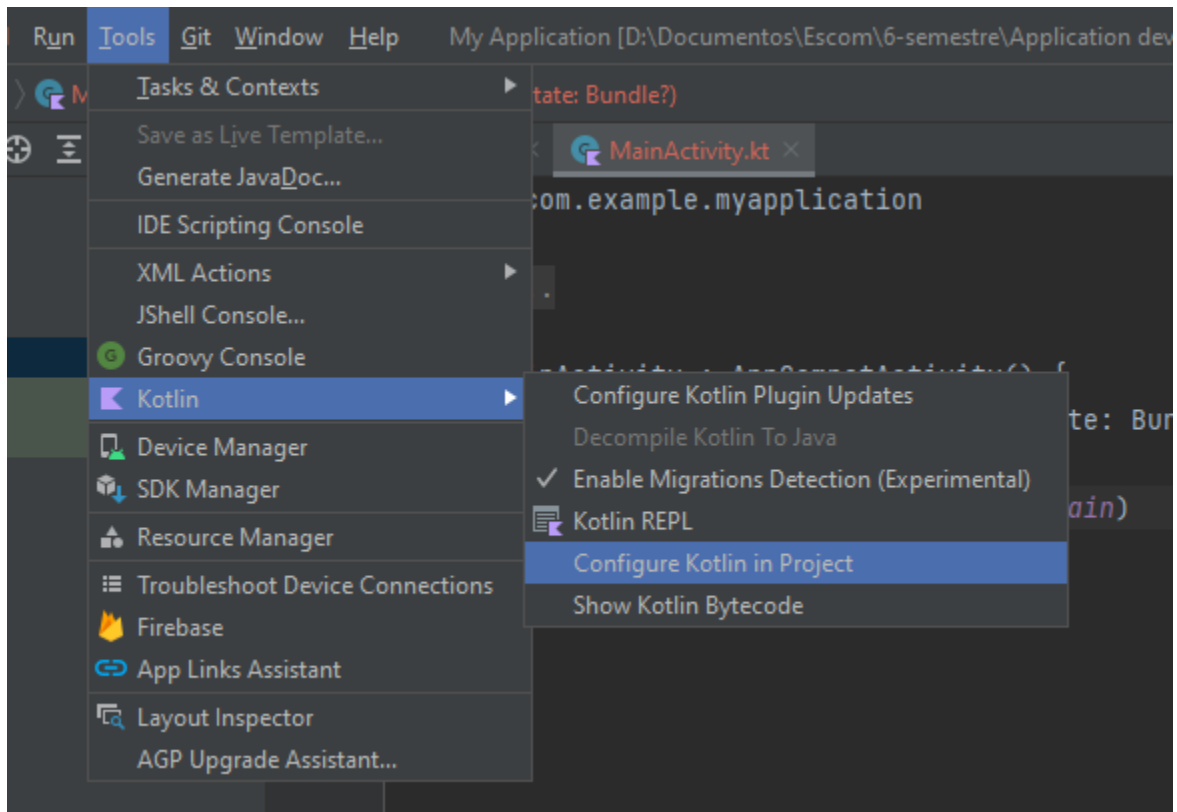 Run Tools Git Window Help My Application [D:\Documentos\Escom\6-semestre\Application dev
M tate: Bundle?)
MainActivity.kt
com.example.myapplication
.
nActivity : AppCompatActivity() {
te: Bun
ain)
Tasks & Contexts
Save as Live Template...
Generate JavaDoc...
IDE Scripting Console
XML Actions
JShell Console...
G Groovy Console
Kotlin
Device Manager
SDK Manager
Resource Manager
Troubleshoot Device Connections
Firebase
App Links Assistant
Layout Inspector
AGP Upgrade Assistant...
Configure Kotlin Plugin Updates
Decompile Kotlin To Java
Enable Migrations Detection (Experimental)
Kotlin REPL
Configure Kotlin in Project
Show Kotlin Bytecode